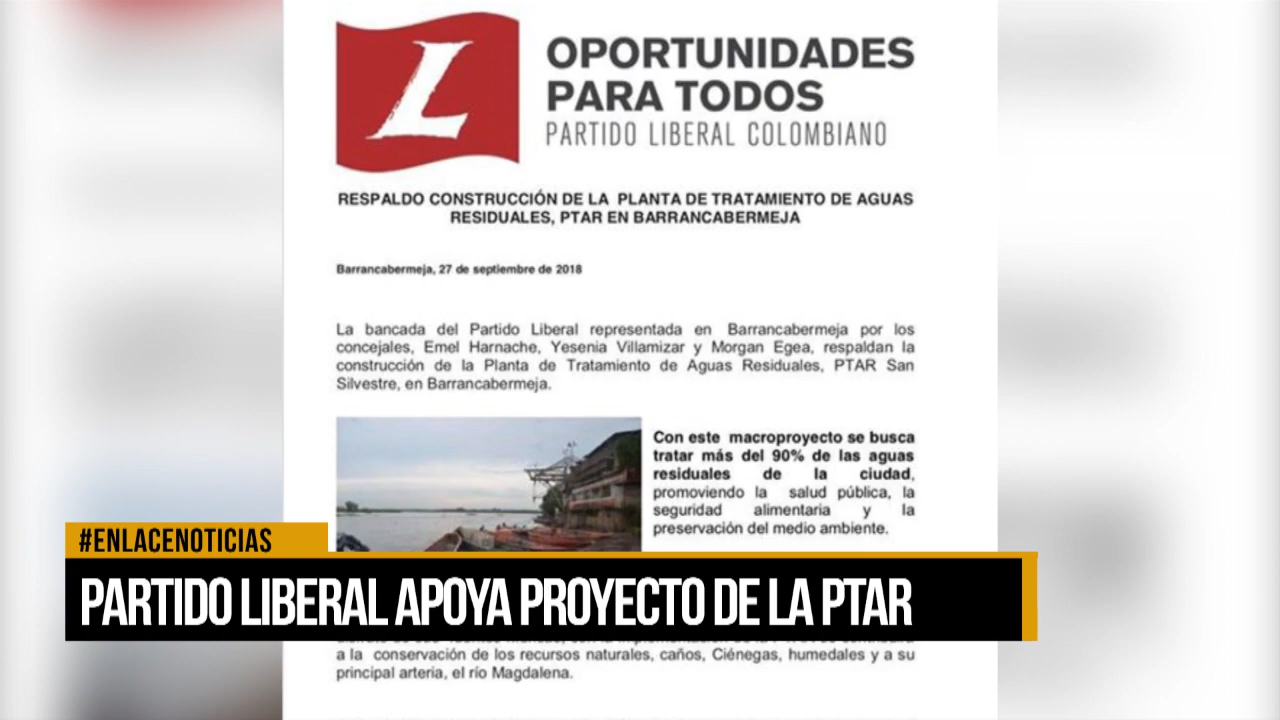 L
OPORTUNIDADES
PARA TODOS
PARTIDO LIBERAL COLOMBIANO
RESPALDO CONSTRUCCIÓN DE LA PLANTA DE TRATAMIENTO DE AGUAS
RESIDUALES, PTAR EN BARRANCABERMEJA
Barrancabermeja, 27 de septiembre de 2018
La bancada del Partido Liberal representada en Barrancabermeja por los
concejales, Emel Harnache, Yesenia Villamizar y Morgan Egea, respaldan la
construcción de la Planta de Tratamiento de Aguas Residuales, PTAR San
Silvestre, en Barrancabermeja.
Con este macroproyecto se busca
tratar más del 90% de las aguas
residuales de la ciudad,
promoviendo la salud pública, la
seguridad alimentaria y la
preservación del medio ambiente.
#ENLACENOTICIAS
PARTIDO LIBERAL APOYA PROYECTO DE LA PTAR
a la conservación de los recursos naturales, caños, Ciénegas, humedales y a su
principal arteria, el río Magdalena.